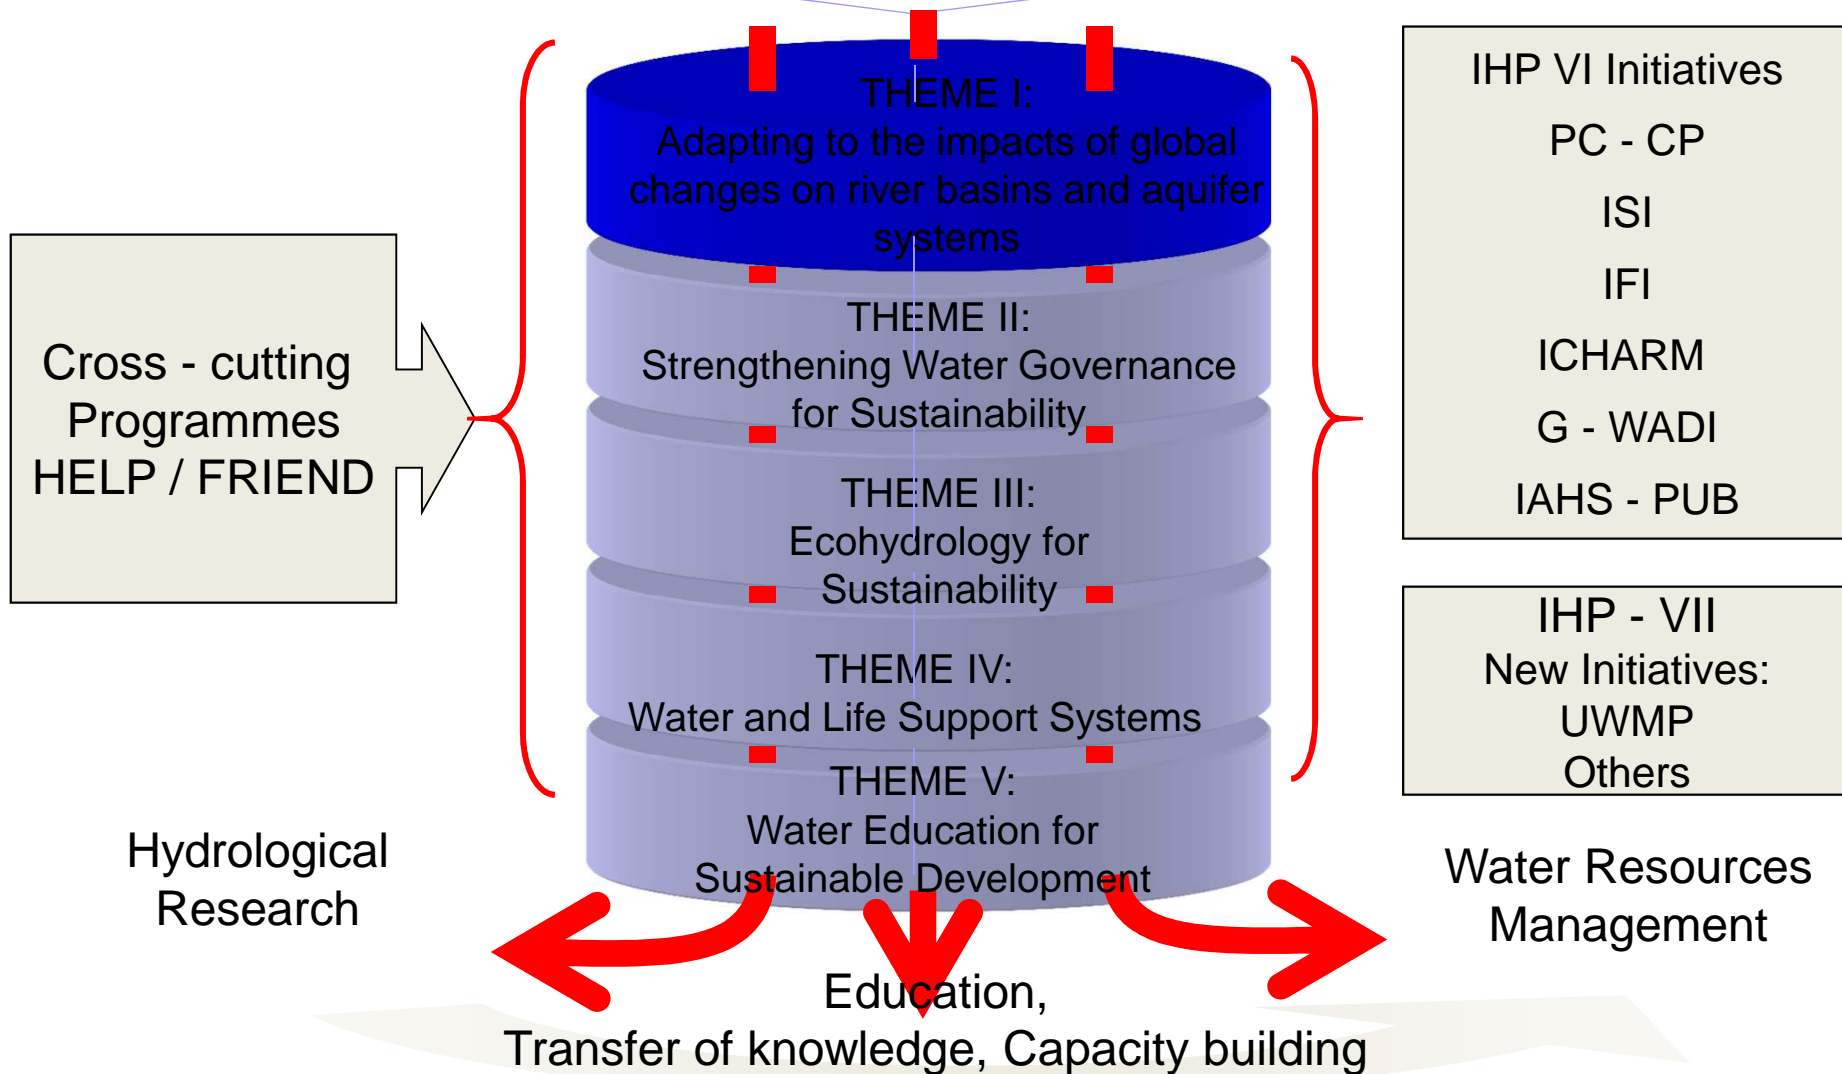 Cross - cutting
Programmes
HELP / FRIEND
THEME I:
Adapting to the impacts of global
changes on river basins and aquifer
systems
THEME II:
Strengthening Water Governance
for Sustainability
THEME III:
Ecohydrology for
Sustainability
THEME IV:
Water and Life Support Systems
THEME V:
Water Education for
Sustainable Development
IHP VI Initiatives
PC - CP
ISI
IFI
ICHARM
G - WADI
IAHS - PUB
IHP - VII
New Initiatives:
UWMP
Others
Hydrological
Research
Water Resources
Management
Education,
Transfer of knowledge, Capacity building